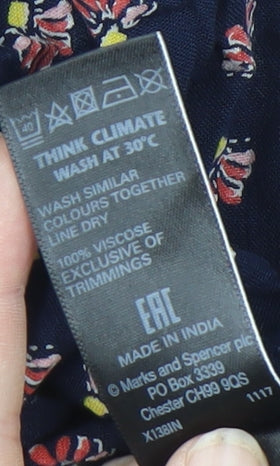 40
THINK CLIMATE
WASH AT 30°C
WASH SIMILAR
COLOURS TOGETHER
LINE DRY
100% VISCOSE
EXCLUSIVE OF
TRIMMINGS
EAC
MADE IN INDIA
© Marks and Spencer plc
PO Box 3339
Chester CH99 9QS
1117
X138IN